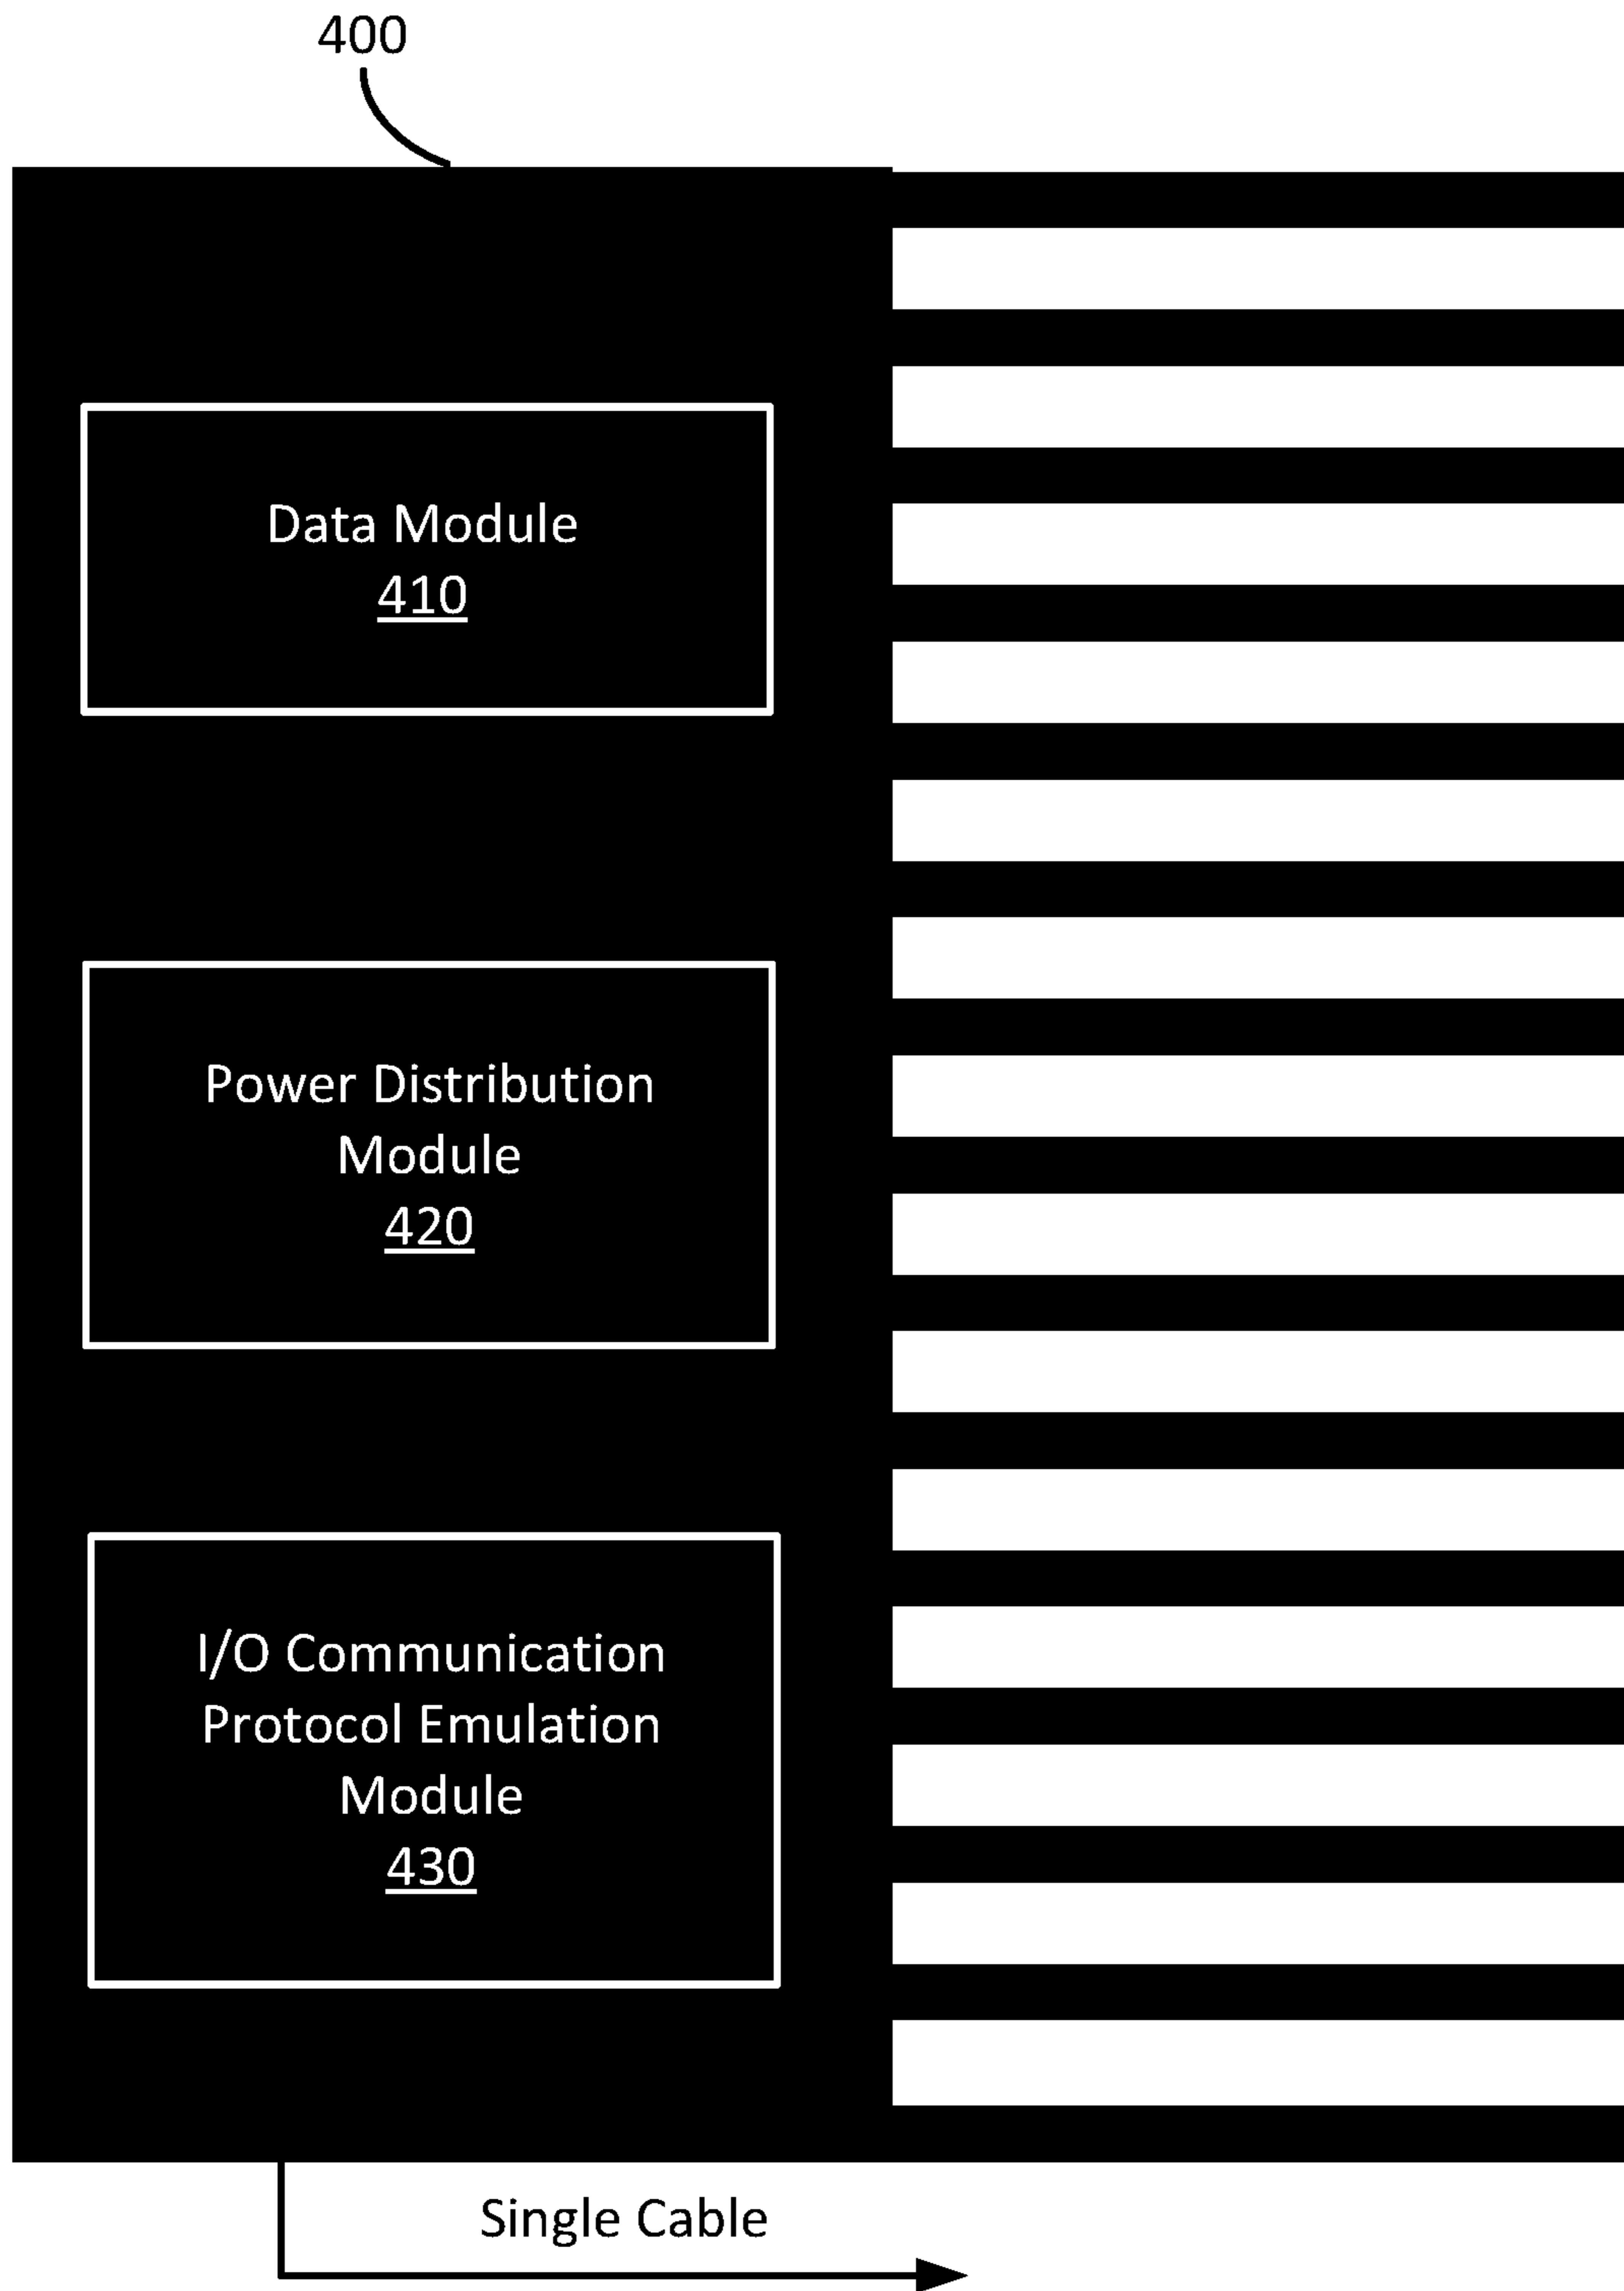 400
Data Module
410
Power Distribution
Module
420
I/O Communication
Protocol Emulation
Module
430
Single Cable